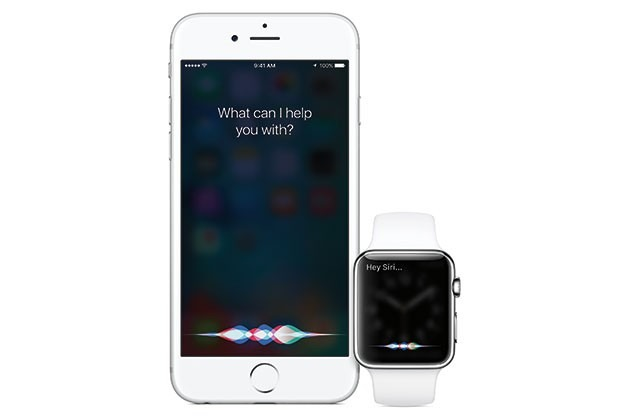 9:41 AM
100%
What can I help
you with?
Hey Siri...